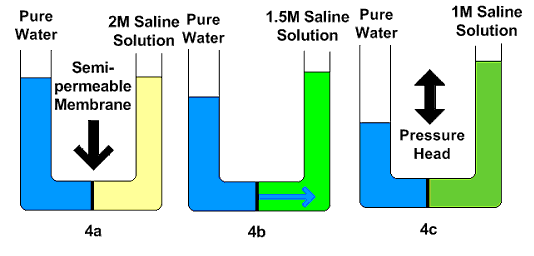 Pure
Water
2M Saline
Solution
Semi-
permeable
Membrane
4a
Pure
Water
1.5M Saline
Solution
4b
Pure
Water
1M Saline
Solution
Pressure
Head
4c